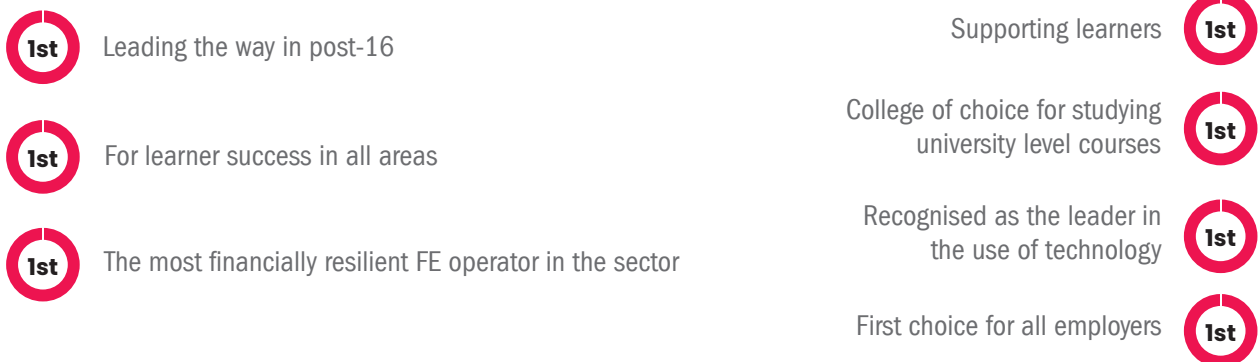 1st
Leading the way in post-16
1st
For learner success in all areas
1st
The most financially resilient FE operator in the sector
Supporting learners
1st
College of choice for studying
university level courses
1st
Recognised as the leader in
the use of technology
1st
First choice for all employers
1st